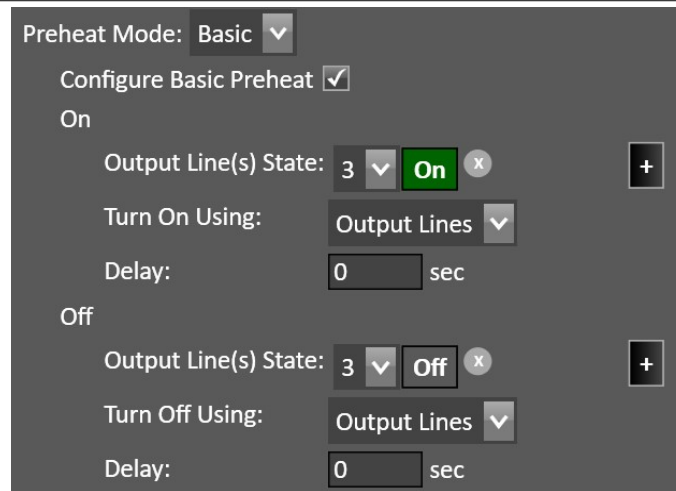 Preheat Mode: Basic
Configure Basic Preheat
On
Output Line(s) State: 3 On x +
Turn On Using: Output Lines
Delay: 0 sec
Off
Output Line(s) State: 3 Off x +
Turn Off Using: Output Lines
Delay: 0 sec